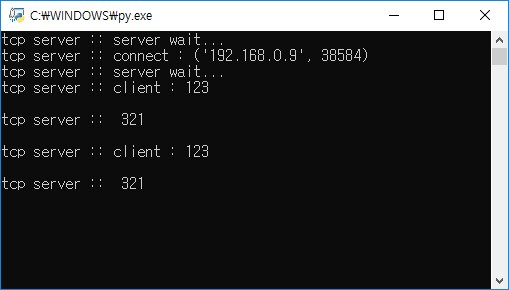 C:₩WINDOWS₩py.exe
tcp server :: server wait...
tcp server :: connect : ('192.168.0.9', 38584)
tcp server :: server wait...
tcp server :: client : 123
tcp server ::  321
tcp server :: client : 123
tcp server ::  321